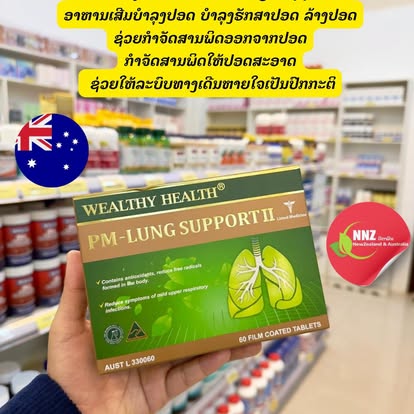 ອາຫານເສີມບຳລຸງປອດ ບຳລຸງຮັກສາປອດ ລ້າງປອດ
ຊ່ວຍກຳຈັດສານພິດອອກຈາກປອດ
ກຳຈັດສານພິດໃຫ້ປອດສະອາດ
ຊ່ວຍໃຫ້ລະບົບທາງເດີນຫາຍໃຈເປັນປົກກະຕິ
WEALTHY HEALTH®
PM-LUNG SUPPORT II
Listed Medicine
✓ Contains antioxidants, reduce free radicals
formed in the body.
✓ Reduce symptoms of mild upper respiratory
infections.
AUST L 330060
60 FILM COATED TABLETS
NNZ
NewZealand & Australia